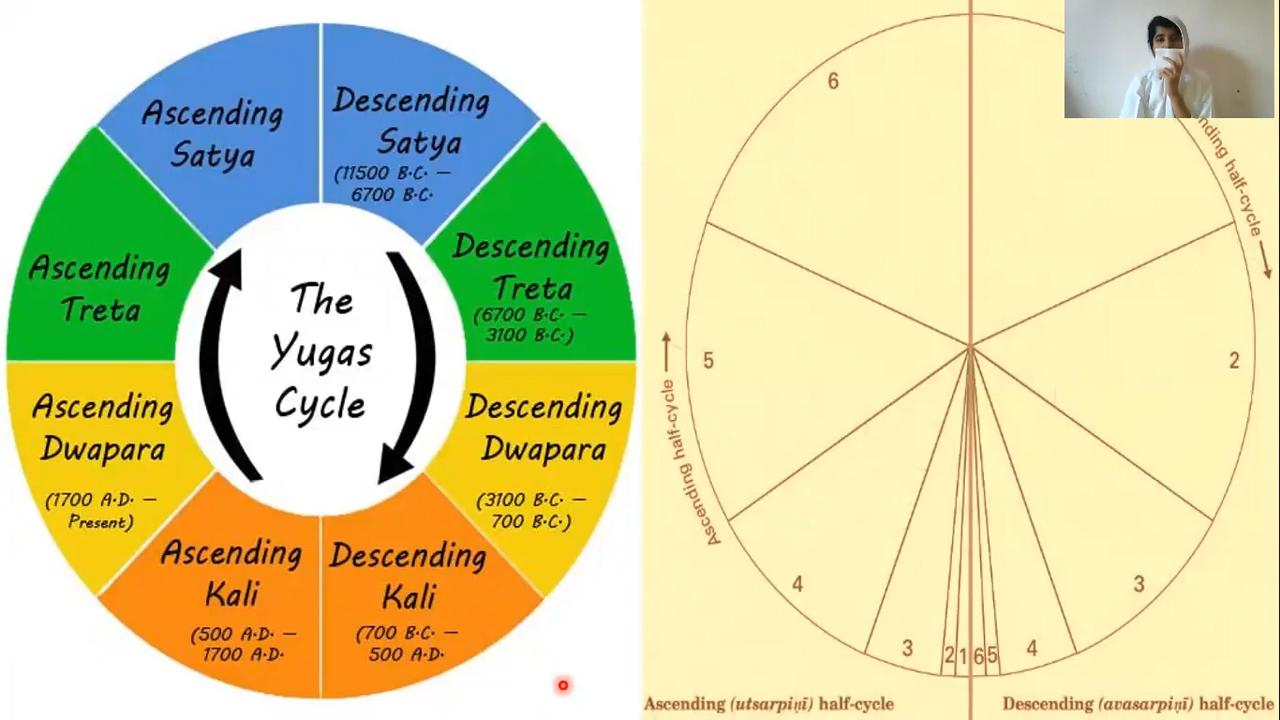 Ascending
Satya
Descending
Satya
(11500 B.C. –
6700 B.C.
Ascending
Treta
Descending
Treta
(6700 B.C. –
3100 B.C.)
The
Yugas
Cycle
Ascending
Dwapara
(1700 A.D. –
Present)
Descending
Dwapara
(3100 B.C. –
700 B.C.)
Ascending
Kali
(500 A.D. –
1700 A.D.
Descending
Kali
(700 B.C. –
500 A.D.
6
5
4
3
2
1
6
5
4
3
2
Ascending half-cycle
nding half-cycle
Ascending (utsarpiṇī) half-cycle
Descending (avasarpiṇī) half-cycle